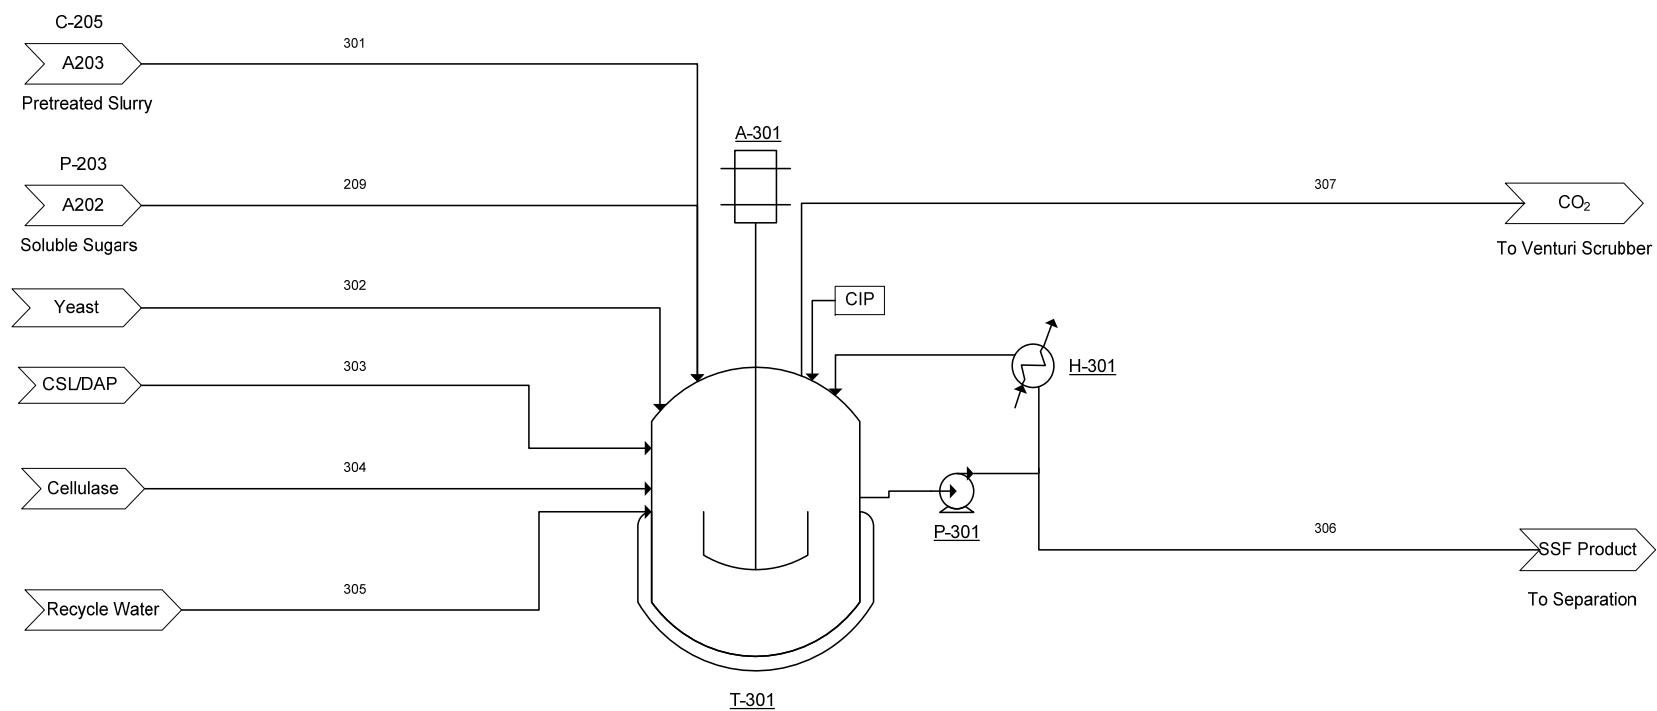 C-205
301
A203
Pretreated Slurry
A-301
P-203
209
307
A202
CO₂
Soluble Sugars
To Venturi Scrubber
302
Yeast
CIP
303
H-301
CSL/DAP
304
Cellulase
P-301
306
SSF Product
305
Recycle Water
To Separation
T-301